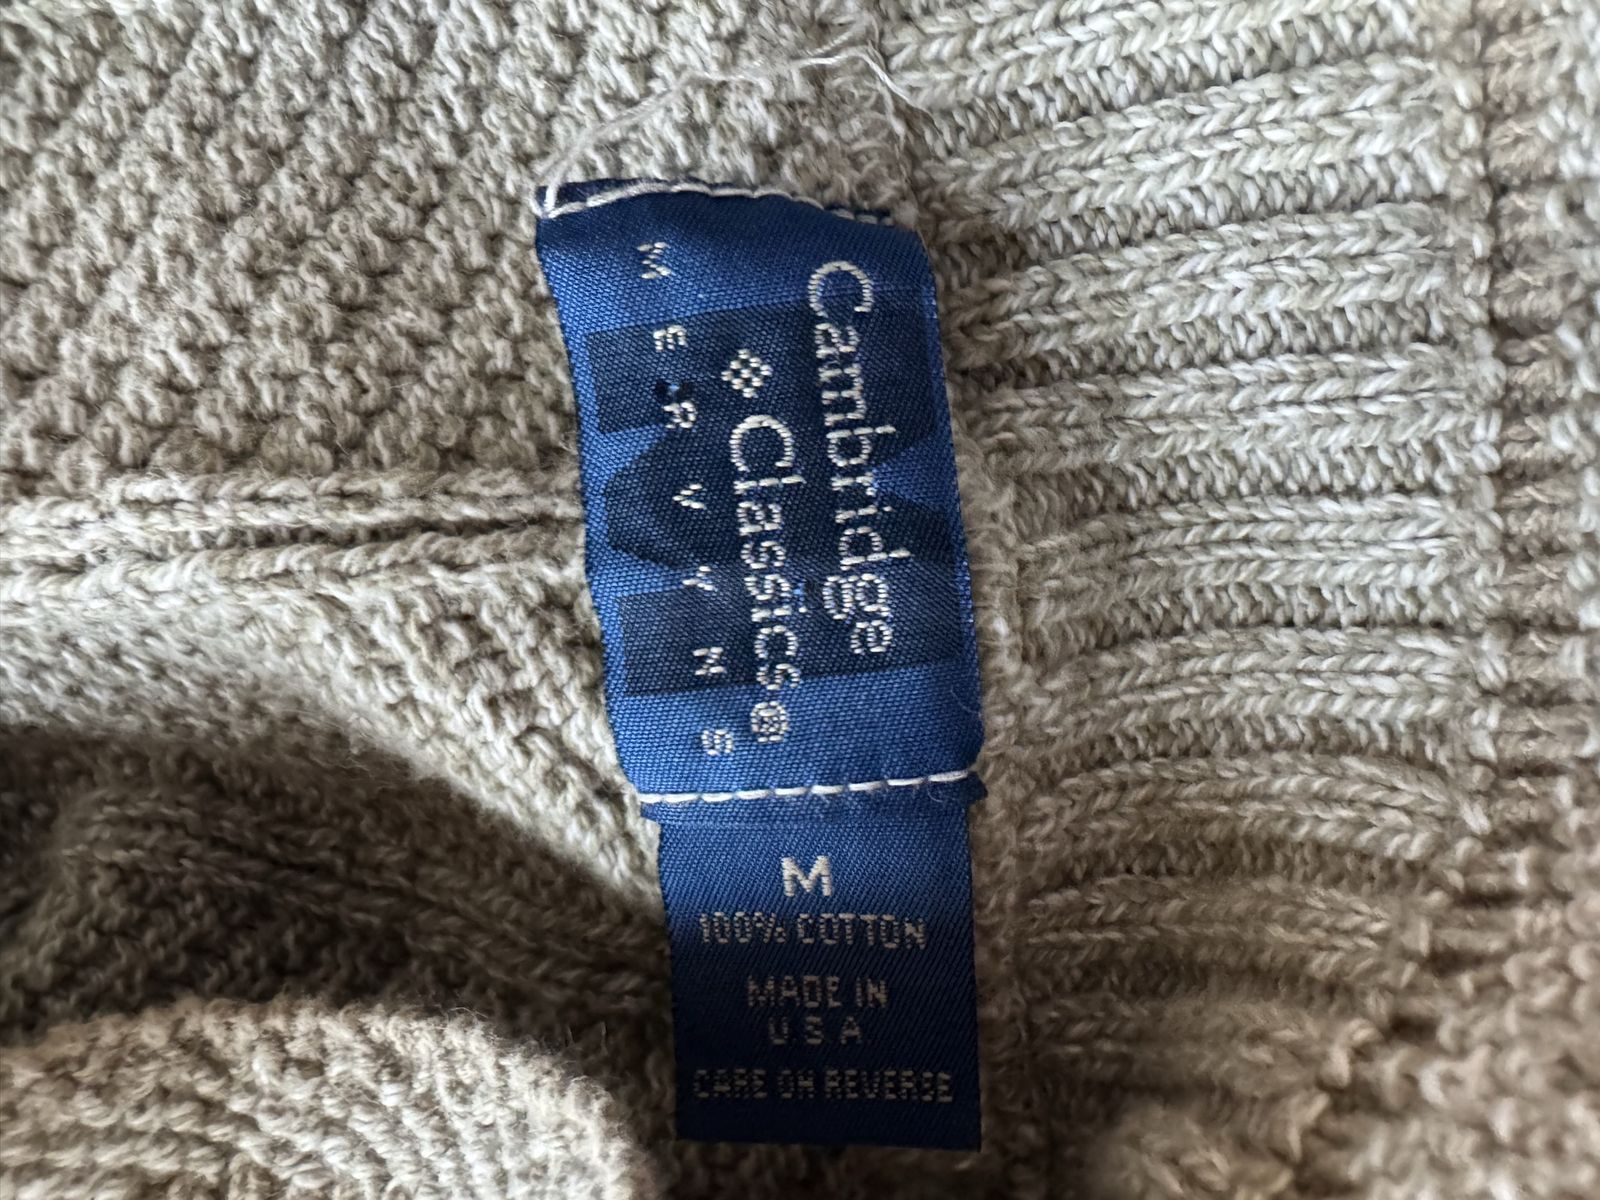 Cambridge
Classics®
MERVYNS
M
100% COTTON
MADE IN
U.S.A.
CARE ON REVERSE